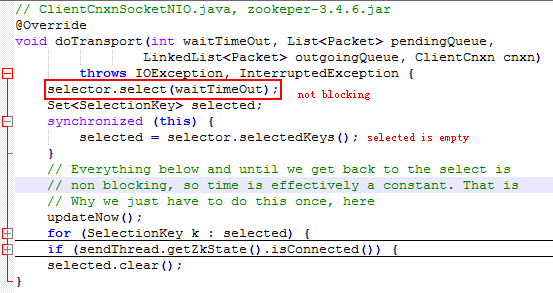 // ClientCnxnSocketNIO.java, zookeper-3.4.6.jar
@Override
void doTransport(int waitTimeOut, List<Packet> pendingQueue,
LinkedList<Packet> outgoingQueue, ClientCnxn cnxn)
throws IOException, InterruptedException {
selector.select(waitTimeOut); not blocking
Set<SelectionKey> selected;
synchronized (this) {
selected = selector.selectedKeys(); selected is empty
}
// Everything below and until we get back to the select is
// non blocking, so time is effectively a constant. That is
// Why we just have to do this once, here
updateNow();
for (SelectionKey k : selected) {
if (sendThread.getZkState().isConnected()) {
selected.clear();
}